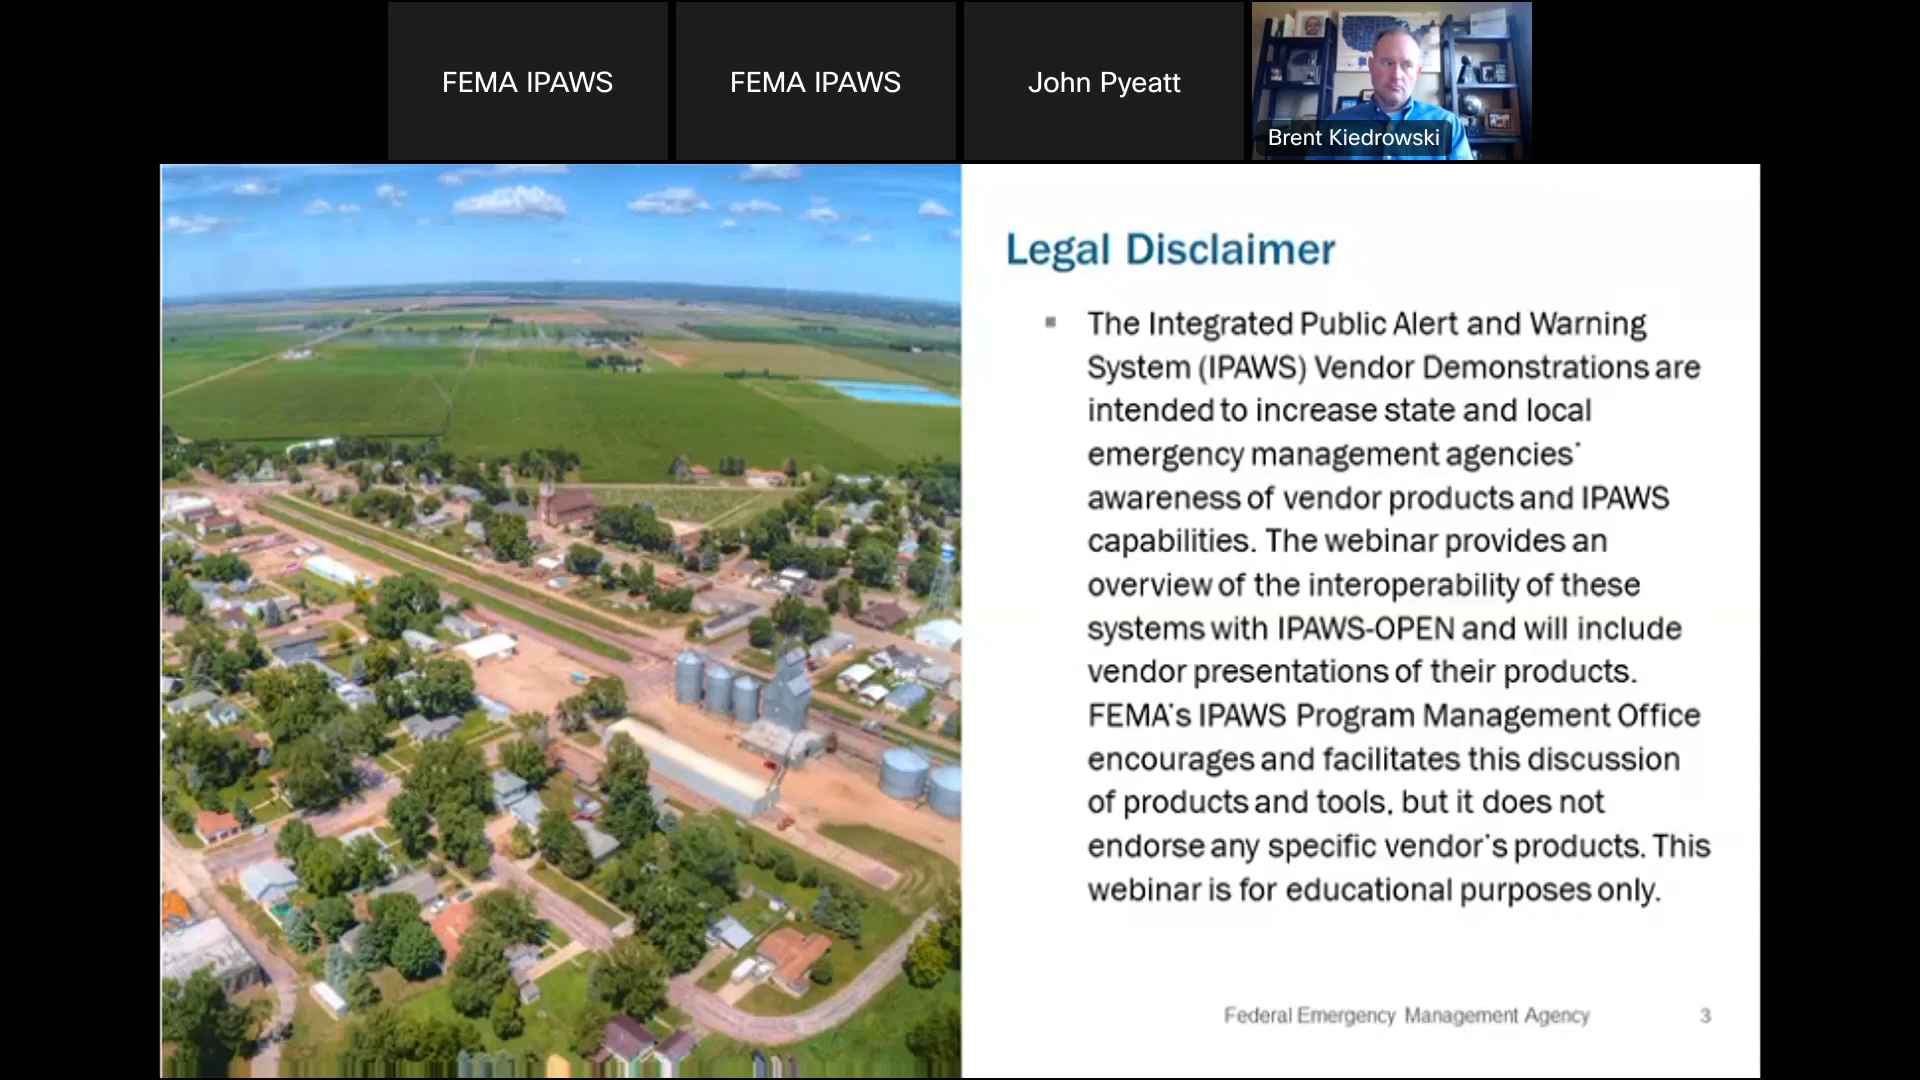 FEMA IPAWS
FEMA IPAWS
John Pyeatt
Brent Kiedrowski
Legal Disclaimer
▪ The Integrated Public Alert and Warning
System (IPAWS) Vendor Demonstrations are
intended to increase state and local
emergency management agencies'
awareness of vendor products and IPAWS
capabilities. The webinar provides an
overview of the interoperability of these
systems with IPAWS-OPEN and will include
vendor presentations of their products.
FEMA's IPAWS Program Management Office
encourages and facilitates this discussion
of products and tools, but it does not
endorse any specific vendor's products. This
webinar is for educational purposes only.
Federal Emergency Management Agency 3